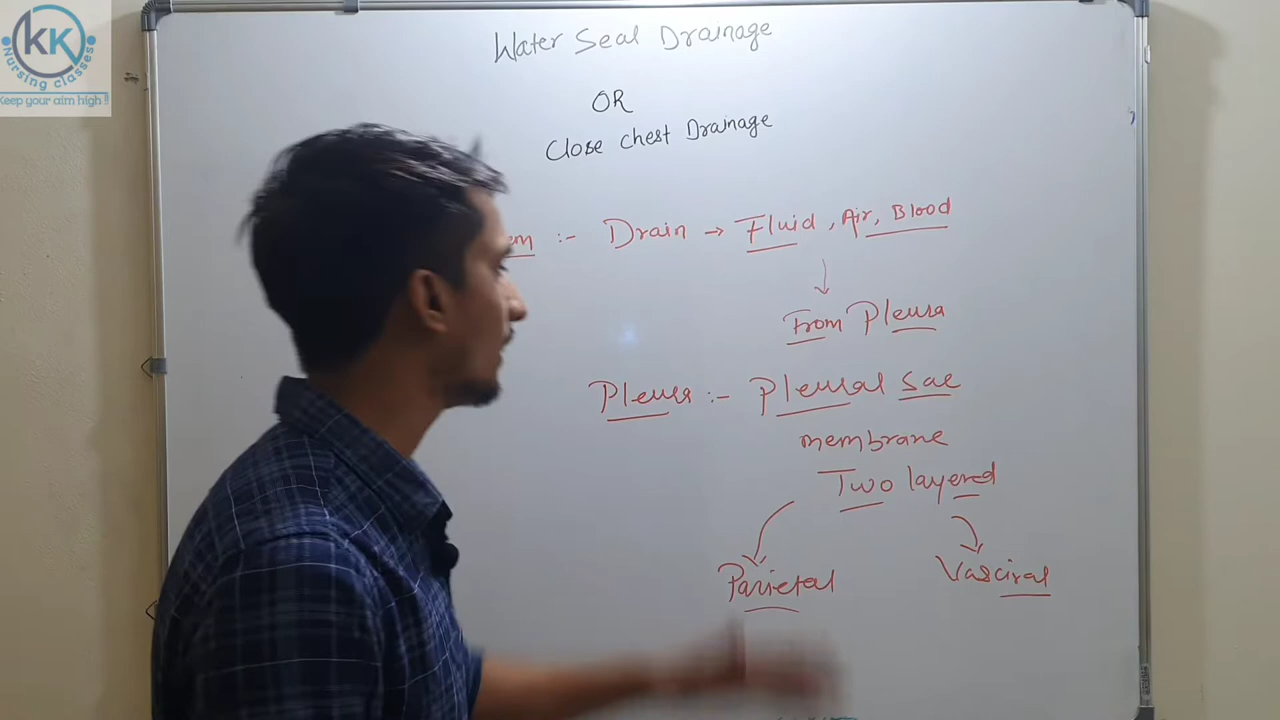 KK
Nursing classes
Keep your aim high !!
Water Seal Drainage
OR
Close chest Drainage
:- Drain → Fluid, Air, Blood
↓
From Pleura
Pleura :- Pleural Sac
membrane
Two layered
Parietal Vasciral